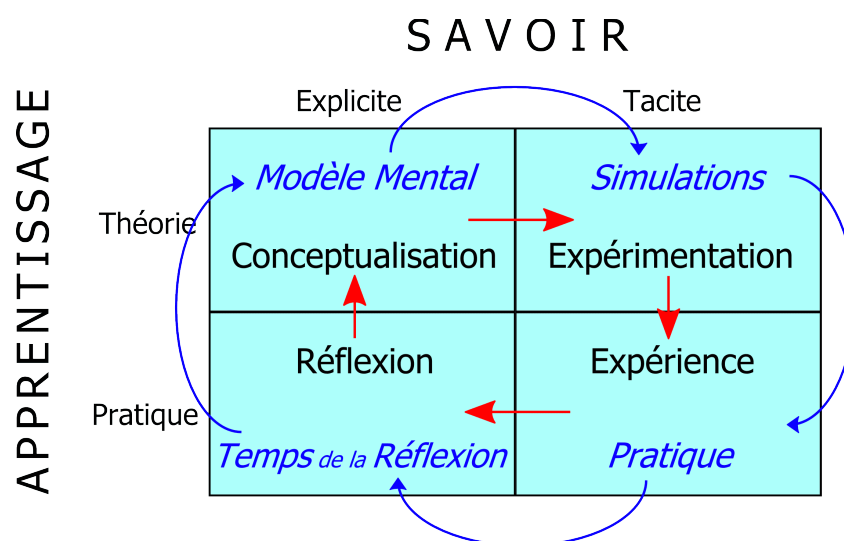 SAVOIR
APPRENTISSAGE
Explicite
Tacite
Théorie
Modèle Mental
Simulations
Conceptualisation
Expérimentation
Pratique
Réflexion
Expérience
Temps de la Réflexion
Pratique